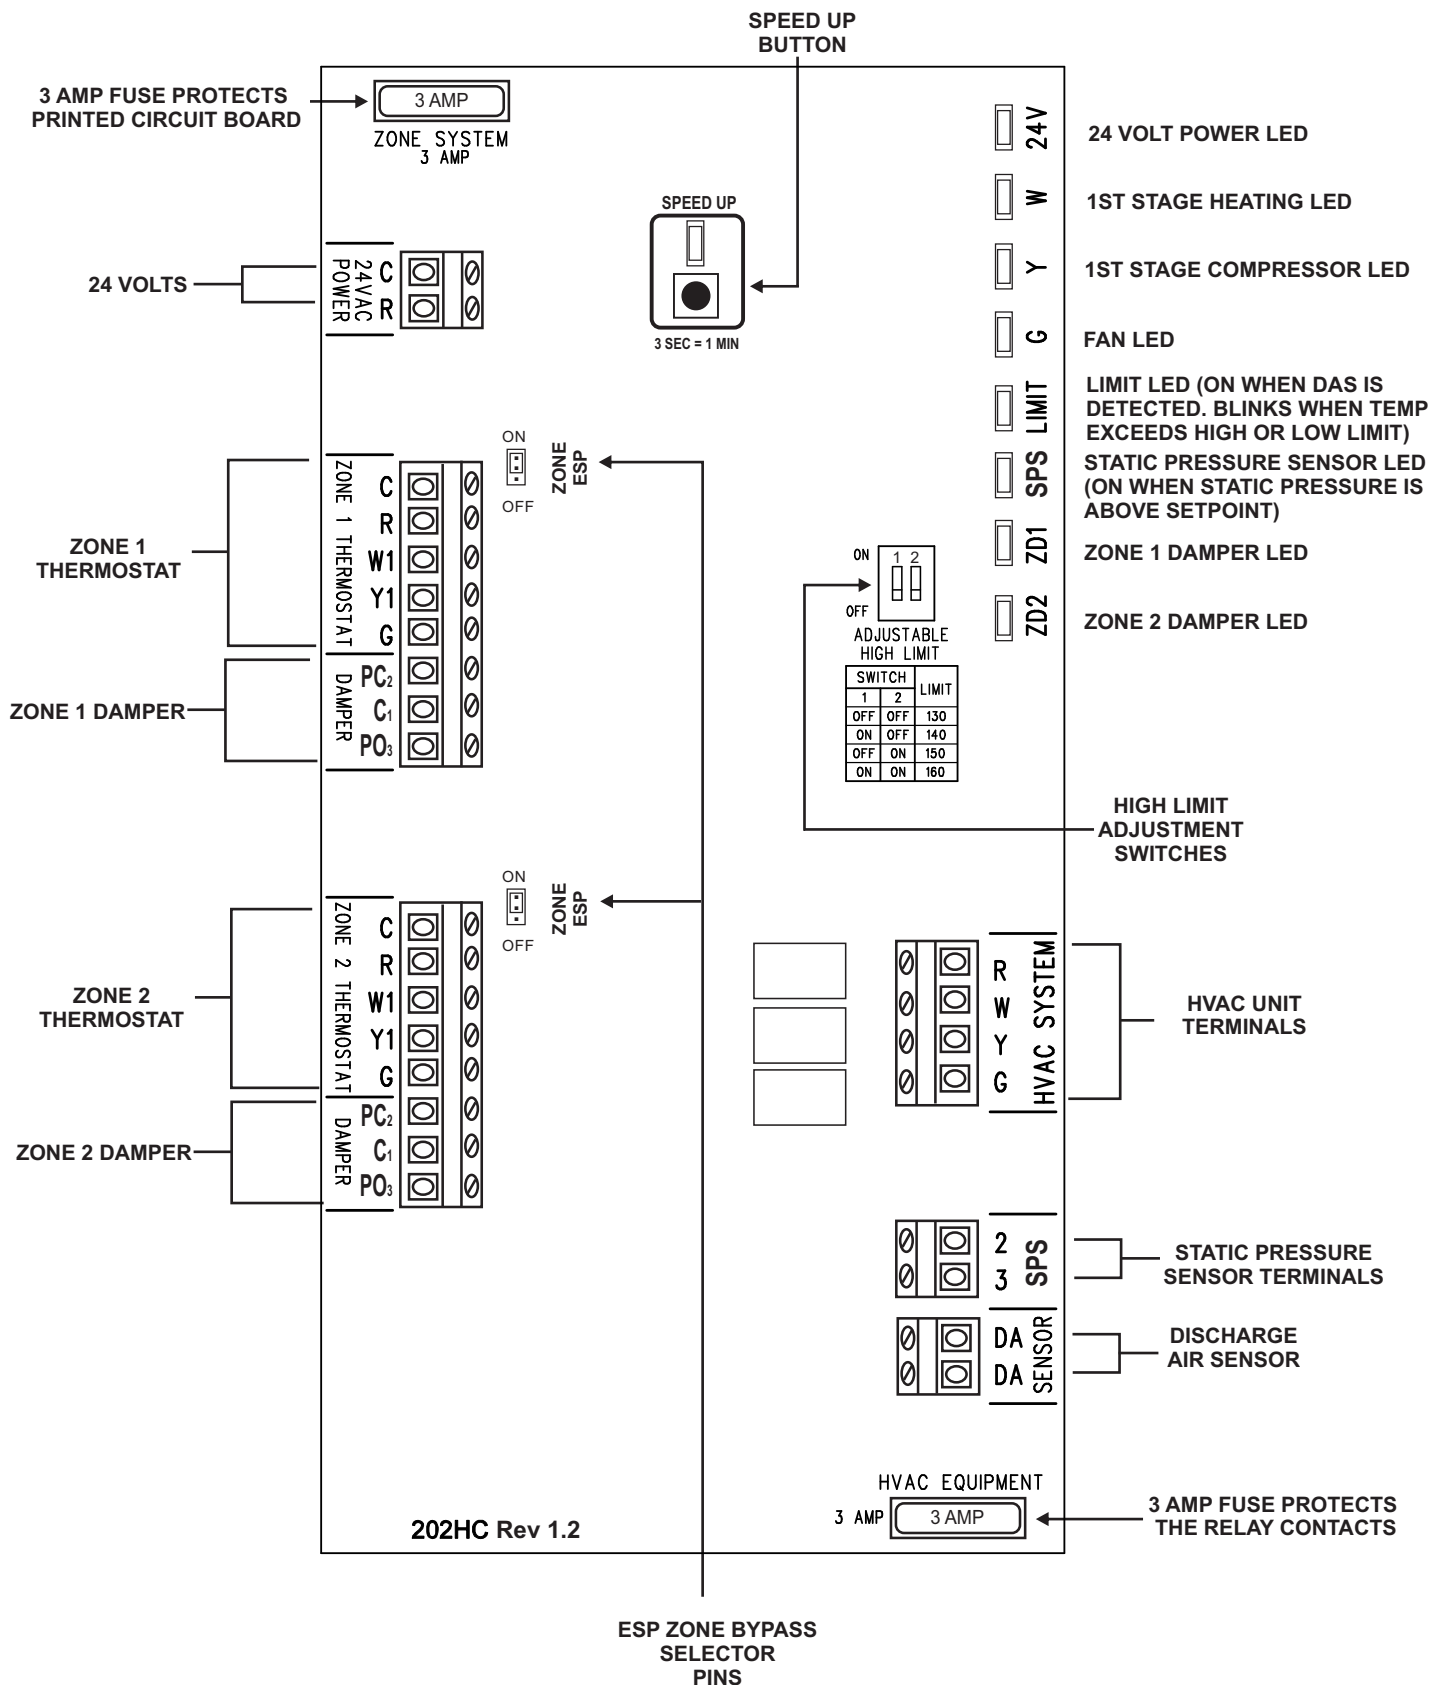 SPEED UP
BUTTON
3 AMP FUSE PROTECTS
PRINTED CIRCUIT BOARD
3 AMP
ZONE SYSTEM
3 AMP
24V
24 VOLT POWER LED
W
1ST STAGE HEATING LED
Y
1ST STAGE COMPRESSOR LED
G
FAN LED
LIMIT
LIMIT LED (ON WHEN DAS IS
DETECTED. BLINKS WHEN TEMP
EXCEEDS HIGH OR LOW LIMIT)
SPS
STATIC PRESSURE SENSOR LED
(ON WHEN STATIC PRESSURE IS
ABOVE SETPOINT)
ZD1
ZONE 1 DAMPER LED
ZD2
ZONE 2 DAMPER LED
SPEED UP
3 SEC = 1 MIN
24 VOLTS
24VAC
POWER
C
R
ZONE 1
THERMOSTAT
ZONE 1 THERMOSTAT
C
R
W1
Y1
G
ON
OFF
ZONE
ESP
ZONE 1 DAMPER
DAMPER
PC2
C1
PO3
ON
1 2
OFF
ADJUSTABLE
HIGH LIMIT
SWITCH LIMIT
1 2
OFF OFF 130
ON OFF 140
OFF ON 150
ON ON 160
HIGH LIMIT
ADJUSTMENT
SWITCHES
ZONE 2
THERMOSTAT
ZONE 2 THERMOSTAT
C
R
W1
Y1
G
ON
OFF
ZONE
ESP
ZONE 2 DAMPER
DAMPER
PC2
C1
PO3
R
W
Y
G
HVAC SYSTEM
HVAC UNIT
TERMINALS
2
3
SPS
STATIC PRESSURE
SENSOR TERMINALS
DA
DA
SENSOR
DISCHARGE
AIR SENSOR
HVAC EQUIPMENT
3 AMP
3 AMP
3 AMP FUSE PROTECTS
THE RELAY CONTACTS
202HC Rev 1.2
ESP ZONE BYPASS
SELECTOR
PINS